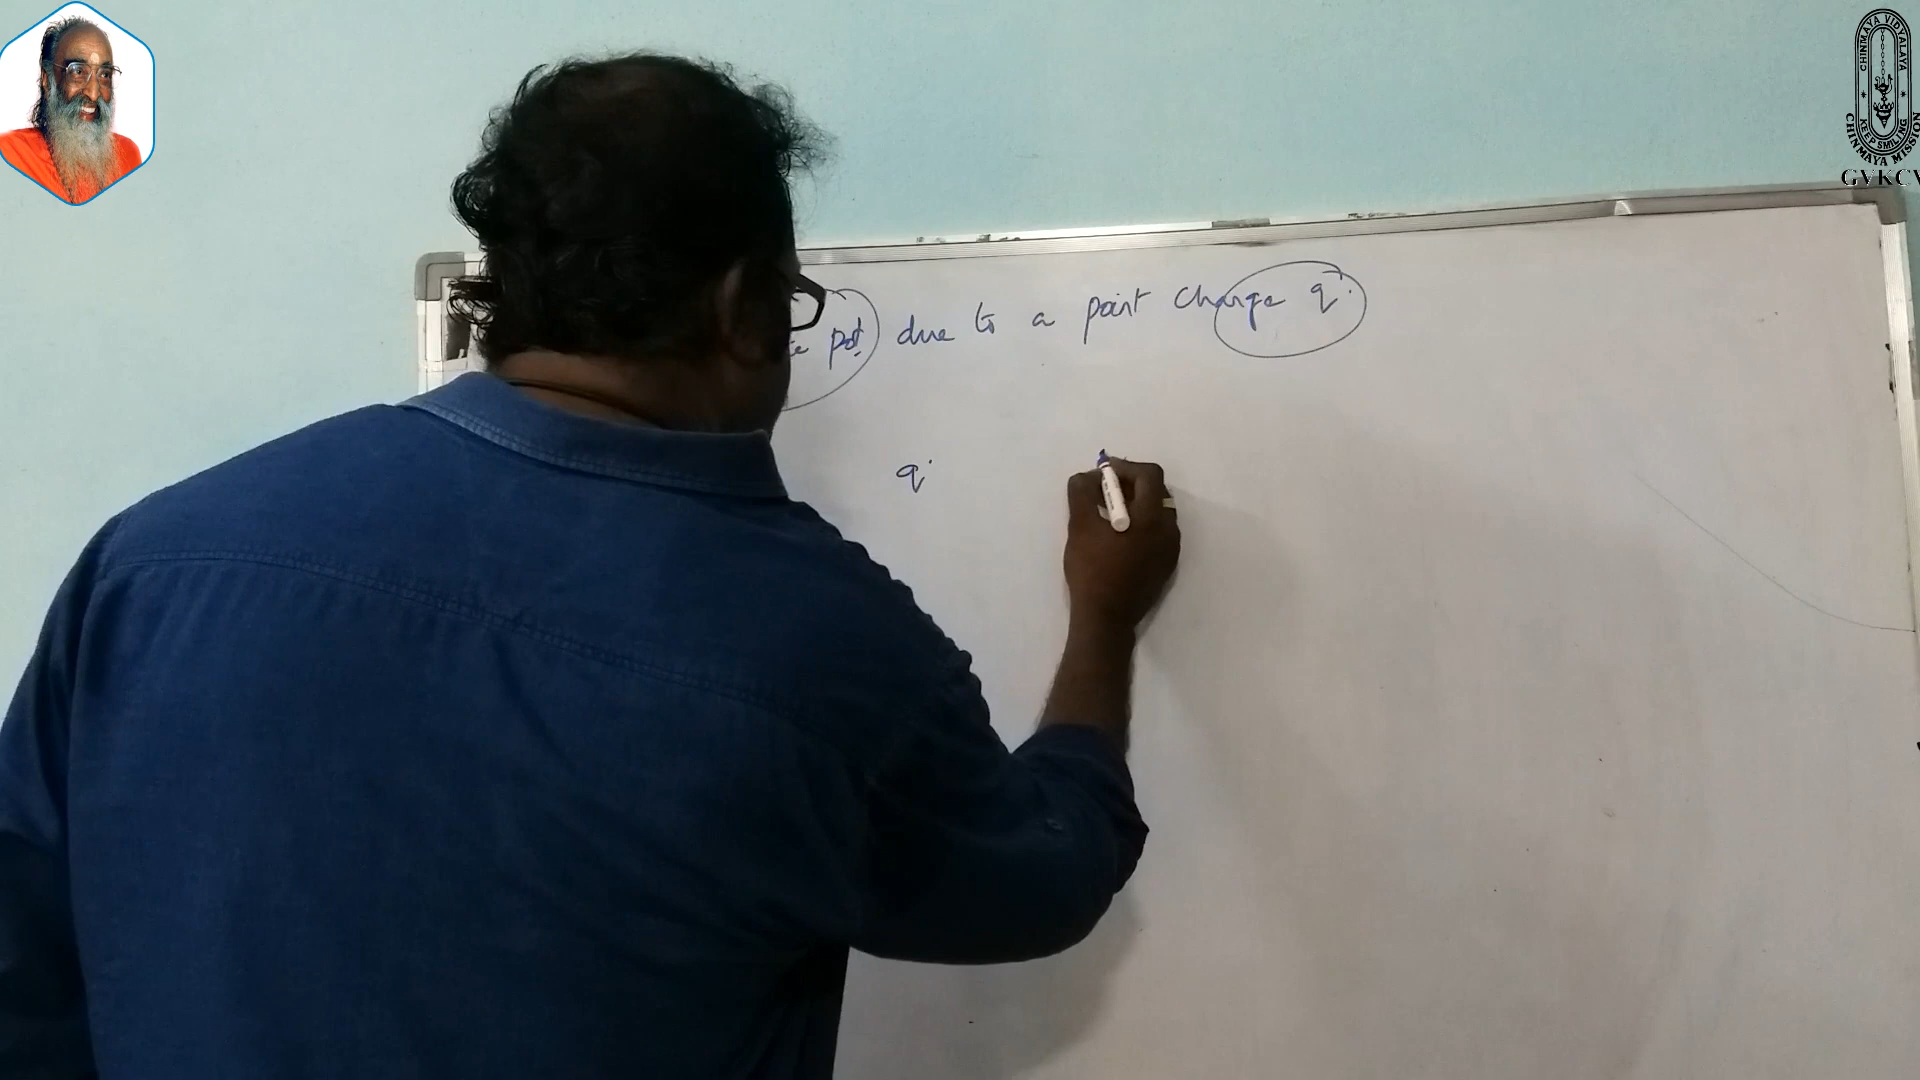 pot. due to a point charge 'q'.
q
CHINMAYA VIDYALAYA
KEEP SMILING
CHINMAYA MISSION
GVKCV